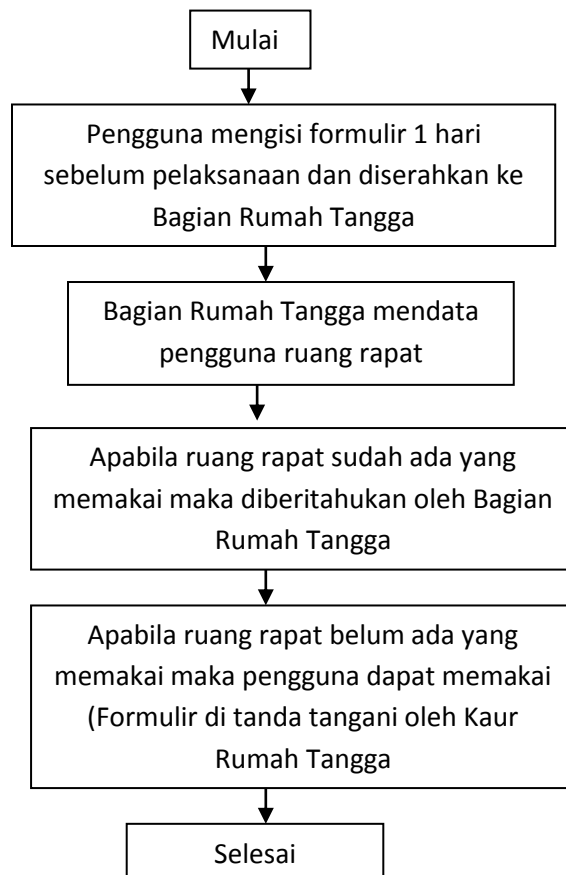 Mulai
Pengguna mengisi formulir 1 hari
sebelum pelaksanaan dan diserahkan ke
Bagian Rumah Tangga
Bagian Rumah Tangga mendata
pengguna ruang rapat
Apabila ruang rapat sudah ada yang
memakai maka diberitahukan oleh Bagian
Rumah Tangga
Apabila ruang rapat belum ada yang
memakai maka pengguna dapat memakai
(Formulir di tanda tangani oleh Kaur
Rumah Tangga
Selesai